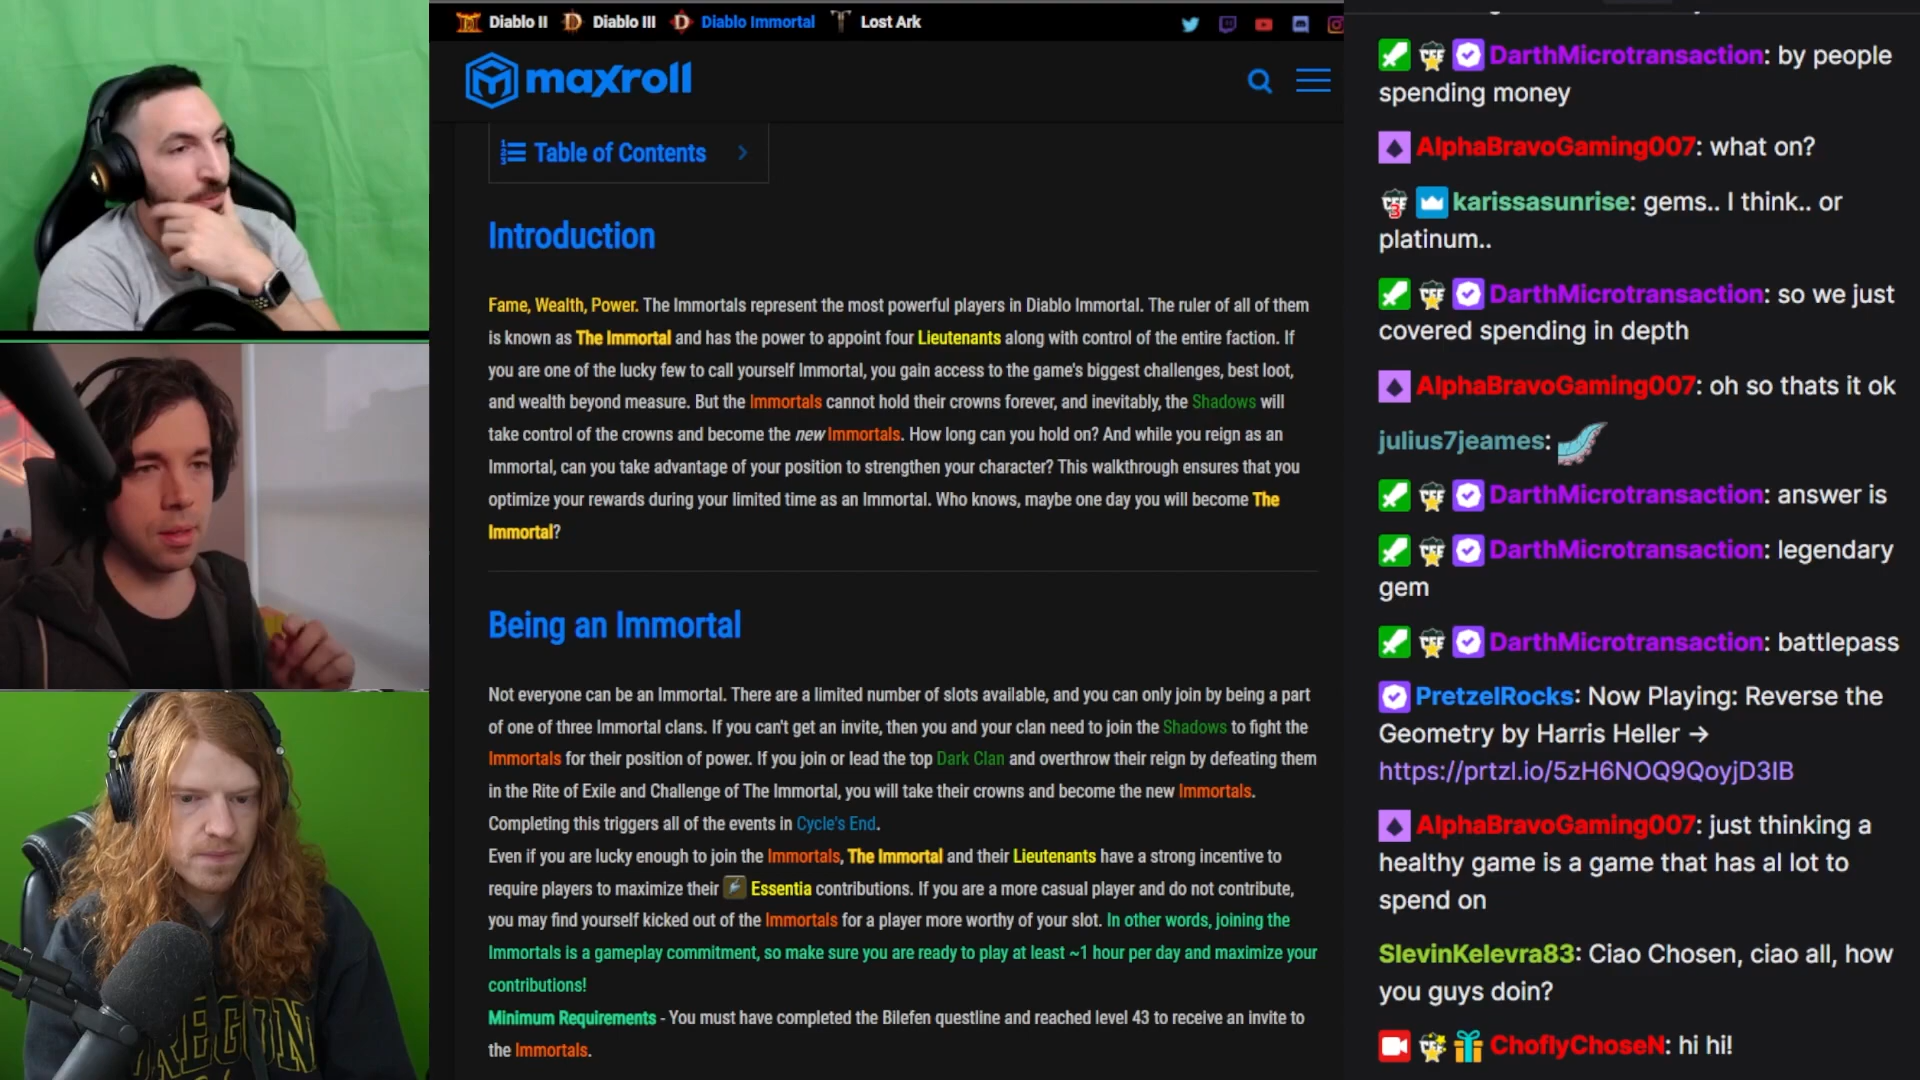 Diablo II
Diablo III
Diablo Immortal
Lost Ark
maxroll
Table of Contents
Introduction
Fame, Wealth, Power. The Immortals represent the most powerful players in Diablo Immortal. The ruler of all of them
is known as The Immortal and has the power to appoint four Lieutenants along with control of the entire faction. If
you are one of the lucky few to call yourself Immortal, you gain access to the game's biggest challenges, best loot,
and wealth beyond measure. But the Immortals cannot hold their crowns forever, and inevitably, the Shadows will
take control of the crowns and become the new Immortals. How long can you hold on? And while you reign as an
Immortal, can you take advantage of your position to strengthen your character? This walkthrough ensures that you
optimize your rewards during your limited time as an Immortal. Who knows, maybe one day you will become The
Immortal?
Being an Immortal
Not everyone can be an Immortal. There are a limited number of slots available, and you can only join by being a part
of one of three Immortal clans. If you can't get an invite, then you and your clan need to join the Shadows to fight the
Immortals for their position of power. If you join or lead the top Dark Clan and overthrow their reign by defeating them
in the Rite of Exile and Challenge of The Immortal, you will take their crowns and become the new Immortals.
Completing this triggers all of the events in Cycle's End.
Even if you are lucky enough to join the Immortals, The Immortal and their Lieutenants have a strong incentive to
require players to maximize their Essentia contributions. If you are a more casual player and do not contribute,
you may find yourself kicked out of the Immortals for a player more worthy of your slot. In other words, joining the
Immortals is a gameplay commitment, so make sure you are ready to play at least ~1 hour per day and maximize your
contributions!
Minimum Requirements - You must have completed the Bilefen questline and reached level 43 to receive an invite to
the Immortals.
DarthMicrotransaction: by people
spending money
AlphaBravoGaming007: what on?
karissasunrise: gems.. I think.. or
platinum..
DarthMicrotransaction: so we just
covered spending in depth
AlphaBravoGaming007: oh so thats it ok
julius7jeames:
DarthMicrotransaction: answer is
DarthMicrotransaction: legendary
gem
DarthMicrotransaction: battlepass
PretzelRocks: Now Playing: Reverse the
Geometry by Harris Heller →
https://prtzl.io/5zH6NOQ9QoyjD3IB
AlphaBravoGaming007: just thinking a
healthy game is a game that has al lot to
spend on
SlevinKelevra83: Ciao Chosen, ciao all, how
you guys doin?
ChoflyChoseN: hi hi!
OREGON